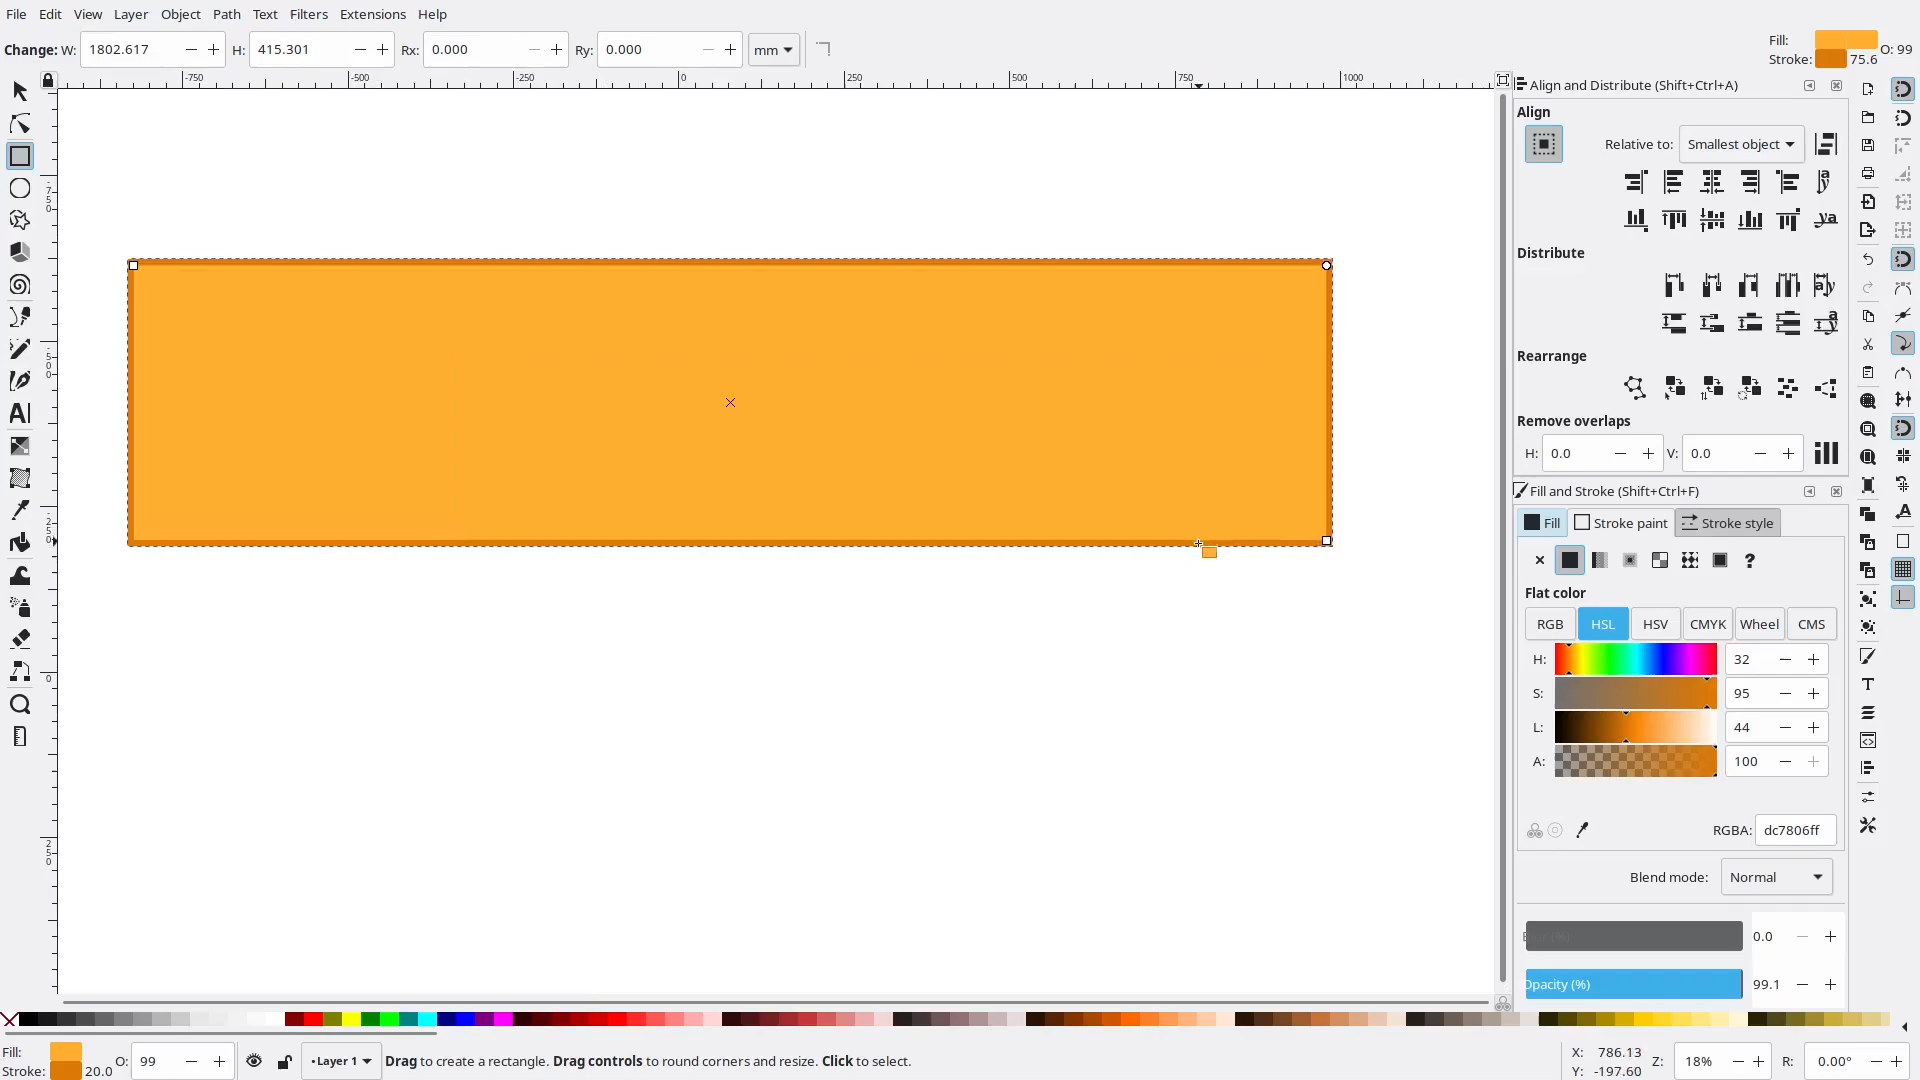 File Edit View Layer Object Path Text Filters Extensions Help
Change: W: 1802.617 H: 415.301 Rx: 0.000 Ry: 0.000 mm
Fill:
O: 99
Stroke: 75.6
-750 -500 -250 0 250 500 750 1000
Align and Distribute (Shift+Ctrl+A)
Align
Relative to: Smallest object
Distribute
Rearrange
Remove overlaps
H: 0.0 V: 0.0
Fill and Stroke (Shift+Ctrl+F)
Fill Stroke paint Stroke style
Flat color
RGB HSL HSV CMYK Wheel CMS
H: 32
S: 95
L: 44
A: 100
RGBA: dc7806ff
Blend mode: Normal
0.0
Opacity (%) 99.1
-750
-500
-250
0
250
Fill:
Stroke: 20.0
O: 99
Layer 1
Drag to create a rectangle. Drag controls to round corners and resize. Click to select.
X: 786.13
Y: -197.60
Z: 18%
R: 0.00°